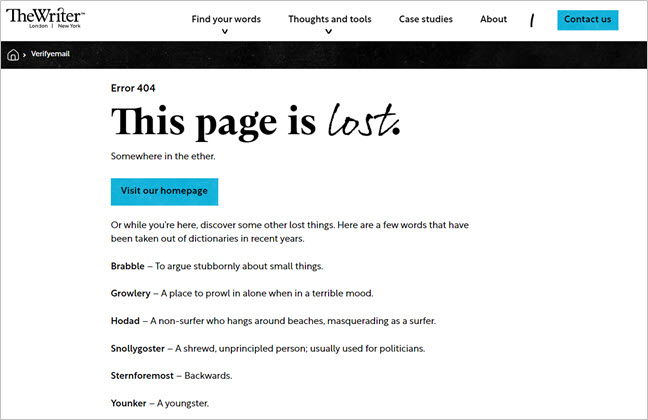 TheWriter™
London | New York
Find your words
Thoughts and tools
Case studies
About
Contact us
Verifyemail
Error 404
This page is lost.
Somewhere in the ether.
Visit our homepage
Or while you're here, discover some other lost things. Here are a few words that have
been taken out of dictionaries in recent years.
Brabble – To argue stubbornly about small things.
Growlery – A place to prowl in alone when in a terrible mood.
Hodad – A non-surfer who hangs around beaches, masquerading as a surfer.
Snollygoster – A shrewd, unprincipled person; usually used for politicians.
Sternforemost – Backwards.
Younker – A youngster.